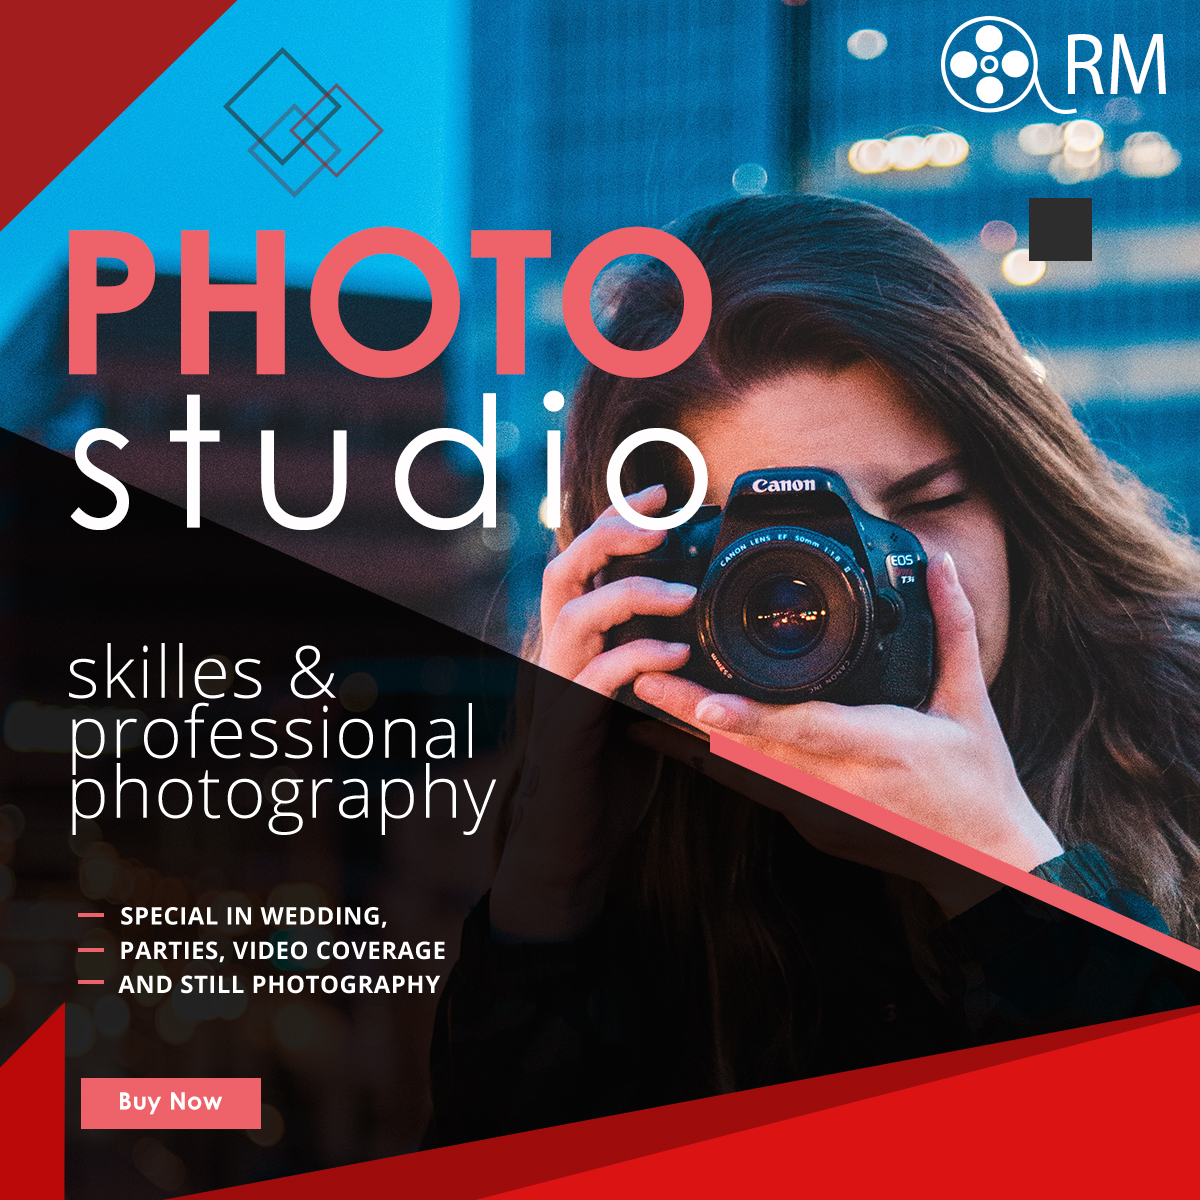 RM
PHOTO
studio
Canon
CANON LENS EF 50mm 1:1.8 II
EOS
T3i
skilles &
professional
photography
SPECIAL IN WEDDING,
PARTIES, VIDEO COVERAGE
AND STILL PHOTOGRAPHY
Buy Now